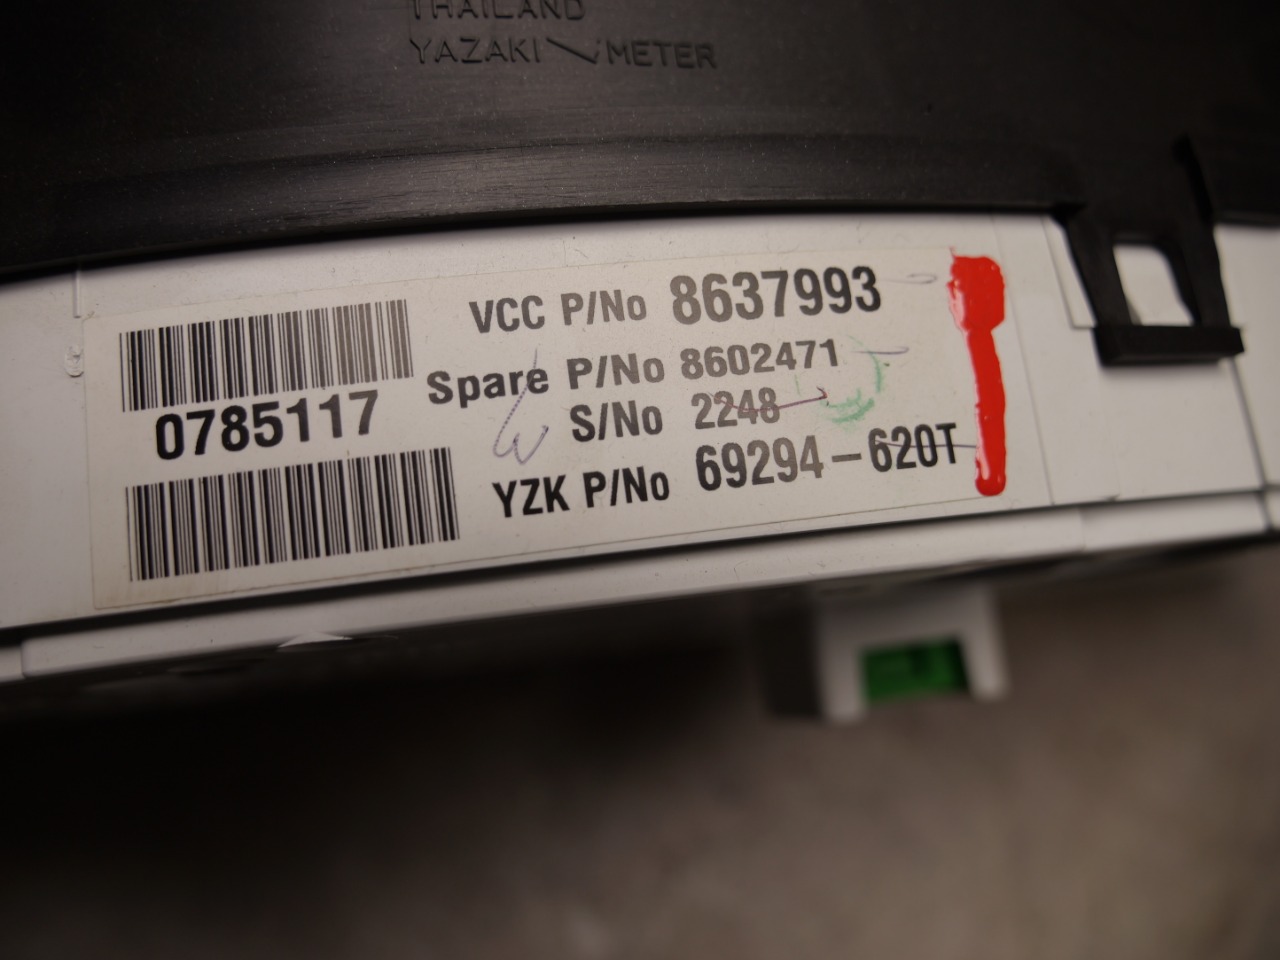 THAILAND
YAZAKI METER
VCC P/No 8637993
Spare P/No 8602471
0785117
S/No 2248
YZK P/No 69294-620T